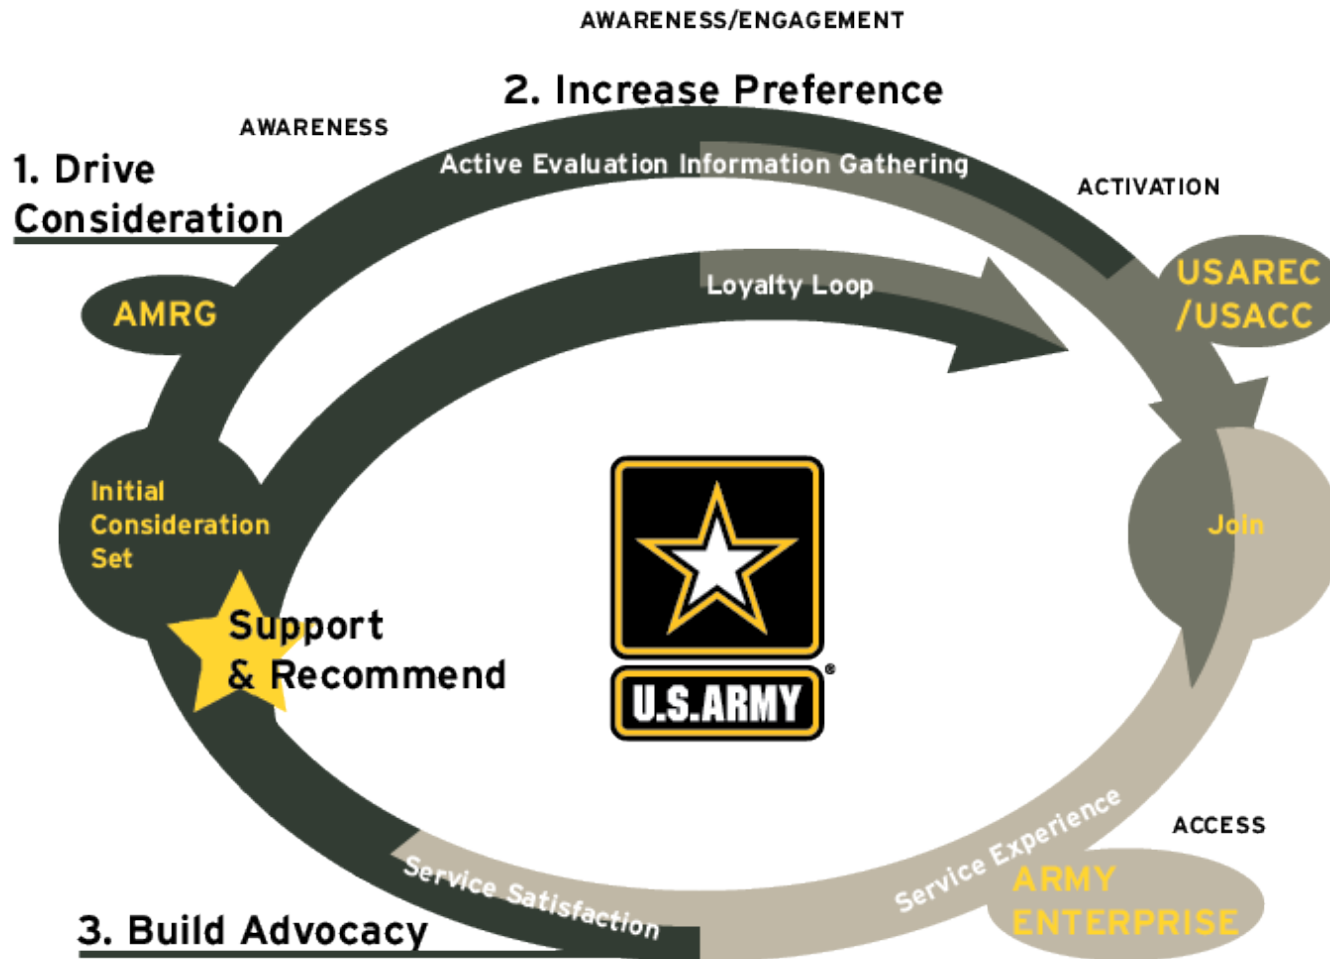 AWARENESS/ENGAGEMENT
2. Increase Preference
AWARENESS
Active Evaluation Information Gathering
1. Drive
Consideration
ACTIVATION
USAREC
/USACC
Loyalty Loop
AMRG
Initial
Consideration
Set
Join
Support
& Recommend
U.S.ARMY
®
Service Experience
ACCESS
ARMY
ENTERPRISE
Service Satisfaction
3. Build Advocacy